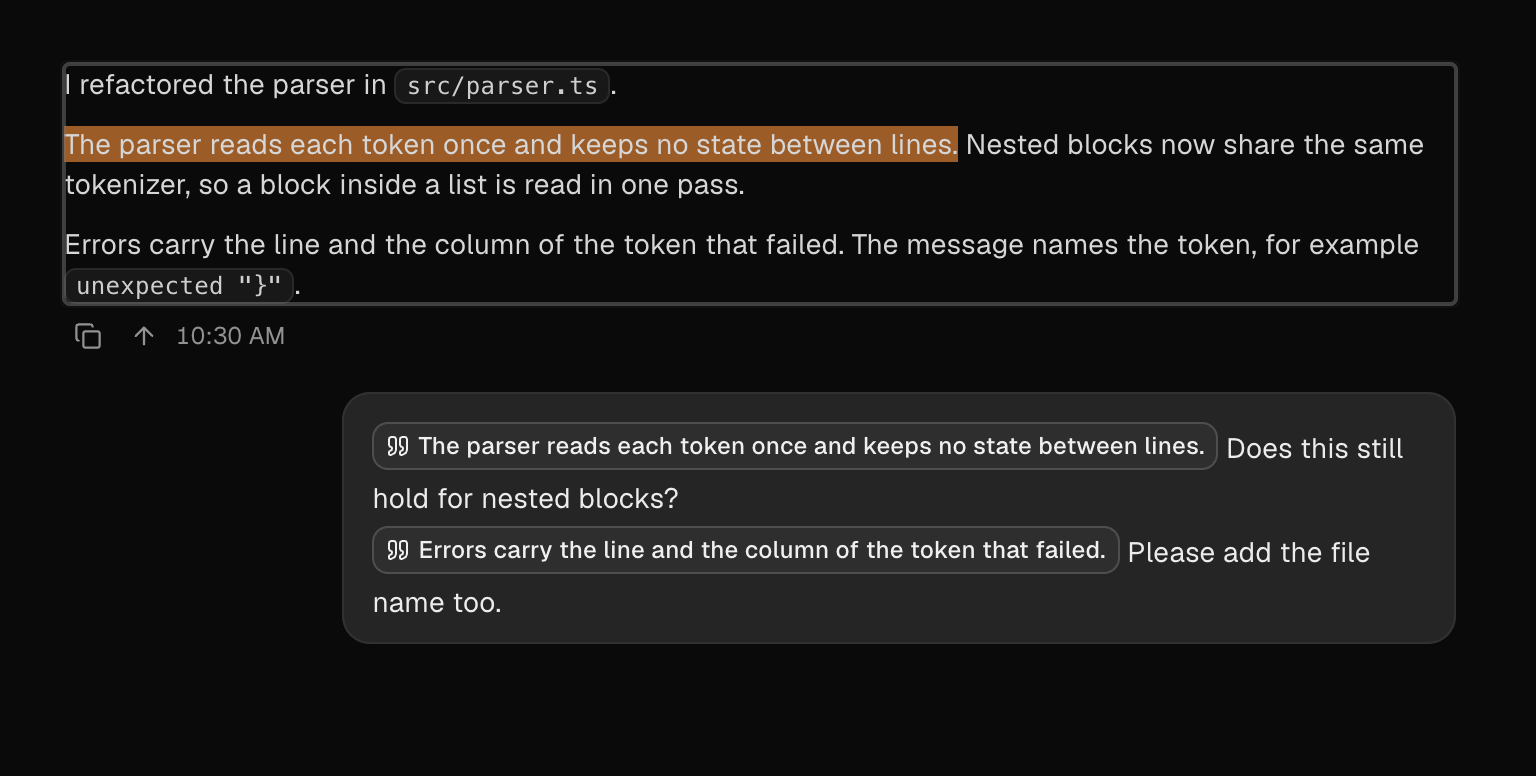 I refactored the parser in src/parser.ts.
The parser reads each token once and keeps no state between lines. Nested blocks now share the same
tokenizer, so a block inside a list is read in one pass.
Errors carry the line and the column of the token that failed. The message names the token, for example
unexpected "}".
10:30 AM
The parser reads each token once and keeps no state between lines. Does this still
hold for nested blocks?
Errors carry the line and the column of the token that failed. Please add the file
name too.